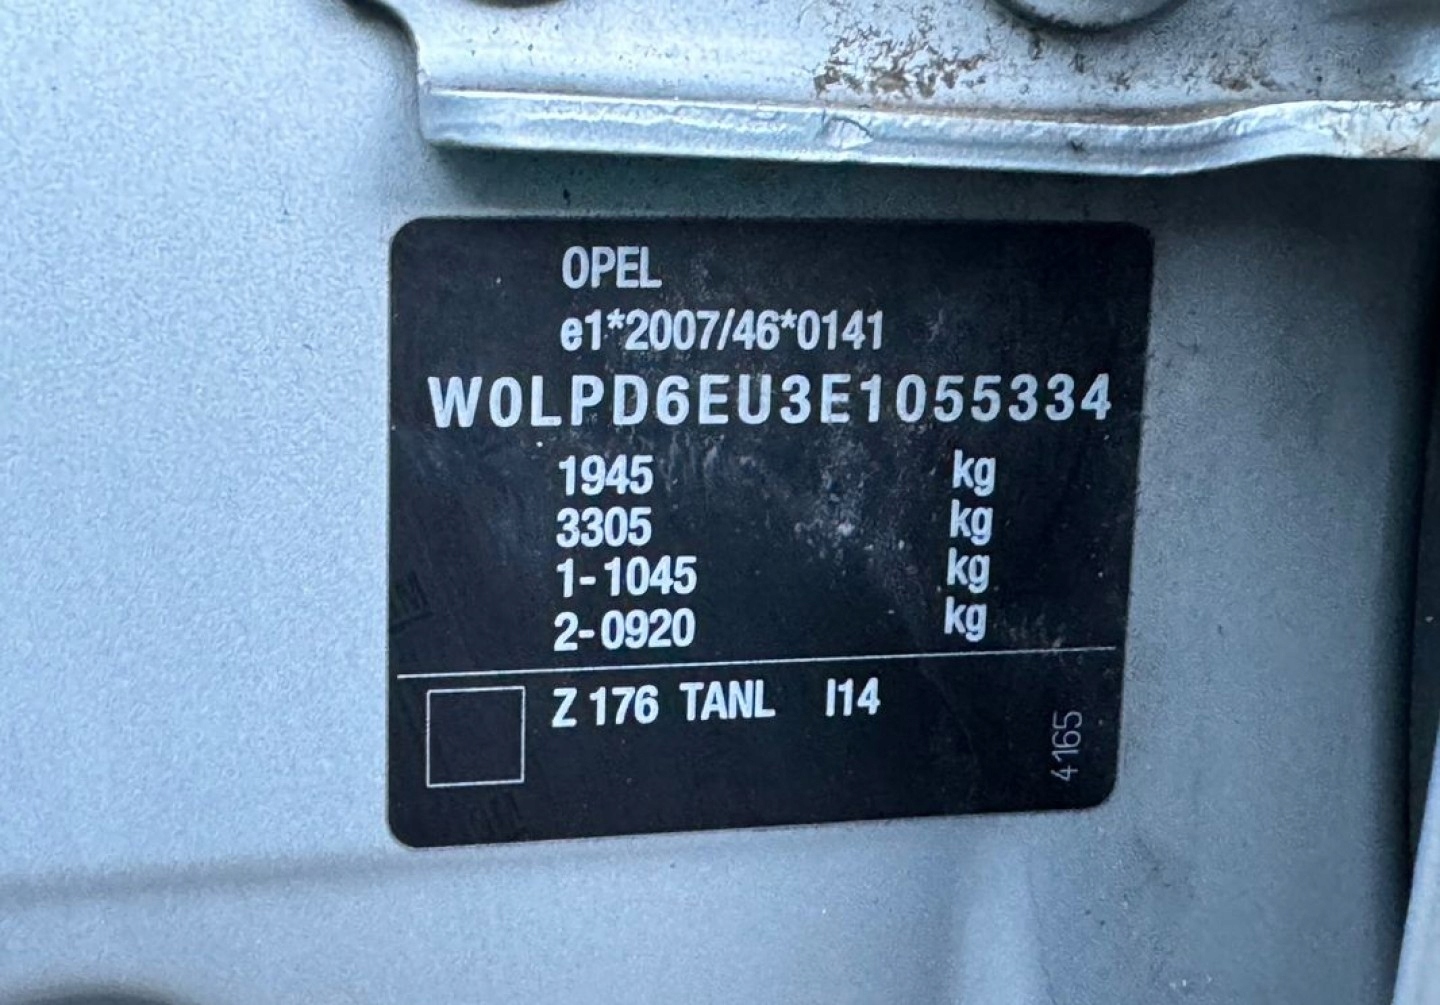 OPEL
e1*2007/46*0141
W0LPD6EU3E1055334
1945 kg
3305 kg
1-1045 kg
2-0920 kg
Z 176 TANL I14
4165